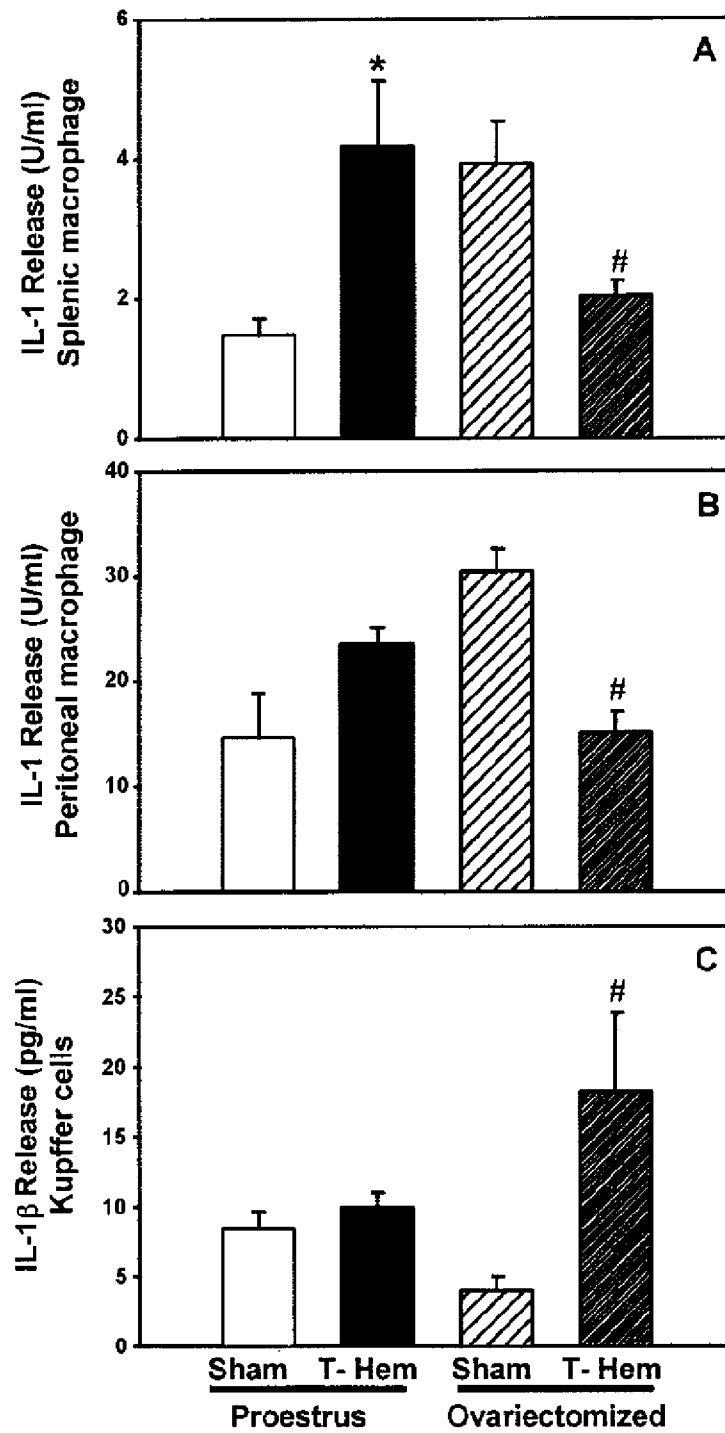 A
IL-1 Release (U/ml)
Splenic macrophage
6
4
2
0
*
#
B
IL-1 Release (U/ml)
Peritoneal macrophage
40
30
20
10
0
#
C
IL-1β Release (pg/ml)
Kupffer cells
30
25
20
15
10
5
0
#
Sham T- Hem Sham T- Hem
Proestrus Ovariectomized